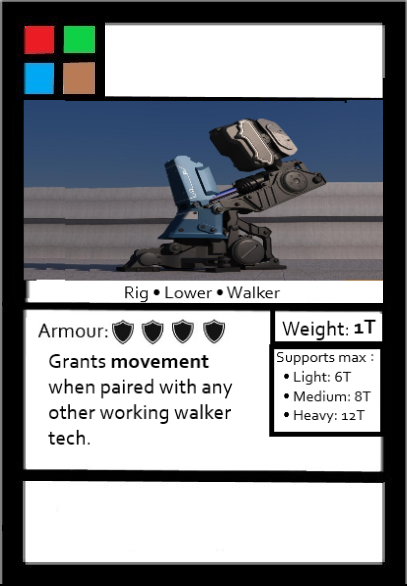 Rig • Lower • Walker
Armour:
Weight: 1T
Grants movement
when paired with any
other working walker
tech.
Supports max :
• Light: 6T
• Medium: 8T
• Heavy: 12T